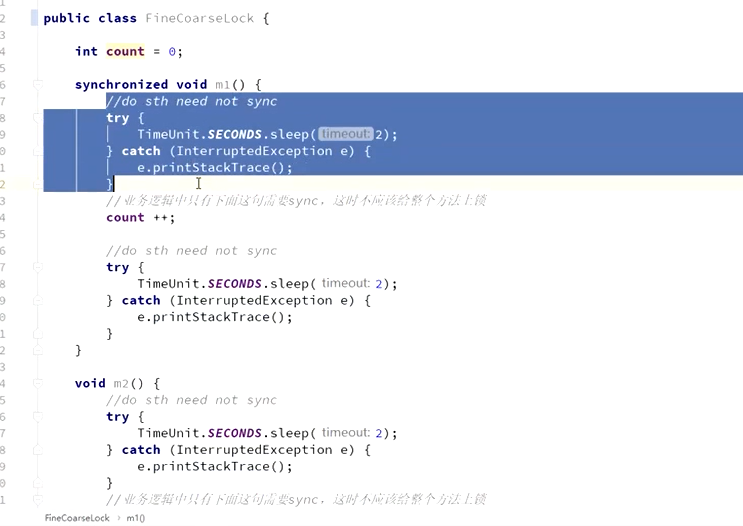 1
2 public class FineCoarseLock {
3
4 int count = 0;
5
6 synchronized void m1() {
7 //do sth need not sync
8 try {
9 TimeUnit.SECONDS.sleep( timeout: 2);
0 } catch (InterruptedException e) {
1 e.printStackTrace();
2 }
3 //业务逻辑中只有下面这句需要sync，这时不应该给整个方法上锁
4 count ++;
5
6 //do sth need not sync
7 try {
8 TimeUnit.SECONDS.sleep( timeout: 2);
9 } catch (InterruptedException e) {
0 e.printStackTrace();
1 }
2 }
3
4 void m2() {
5 //do sth need not sync
6 try {
7 TimeUnit.SECONDS.sleep( timeout: 2);
8 } catch (InterruptedException e) {
9 e.printStackTrace();
0 }
1 //业务逻辑中只有下面这句需要sync，这时不应该给整个方法上锁
FineCoarseLock › m1()